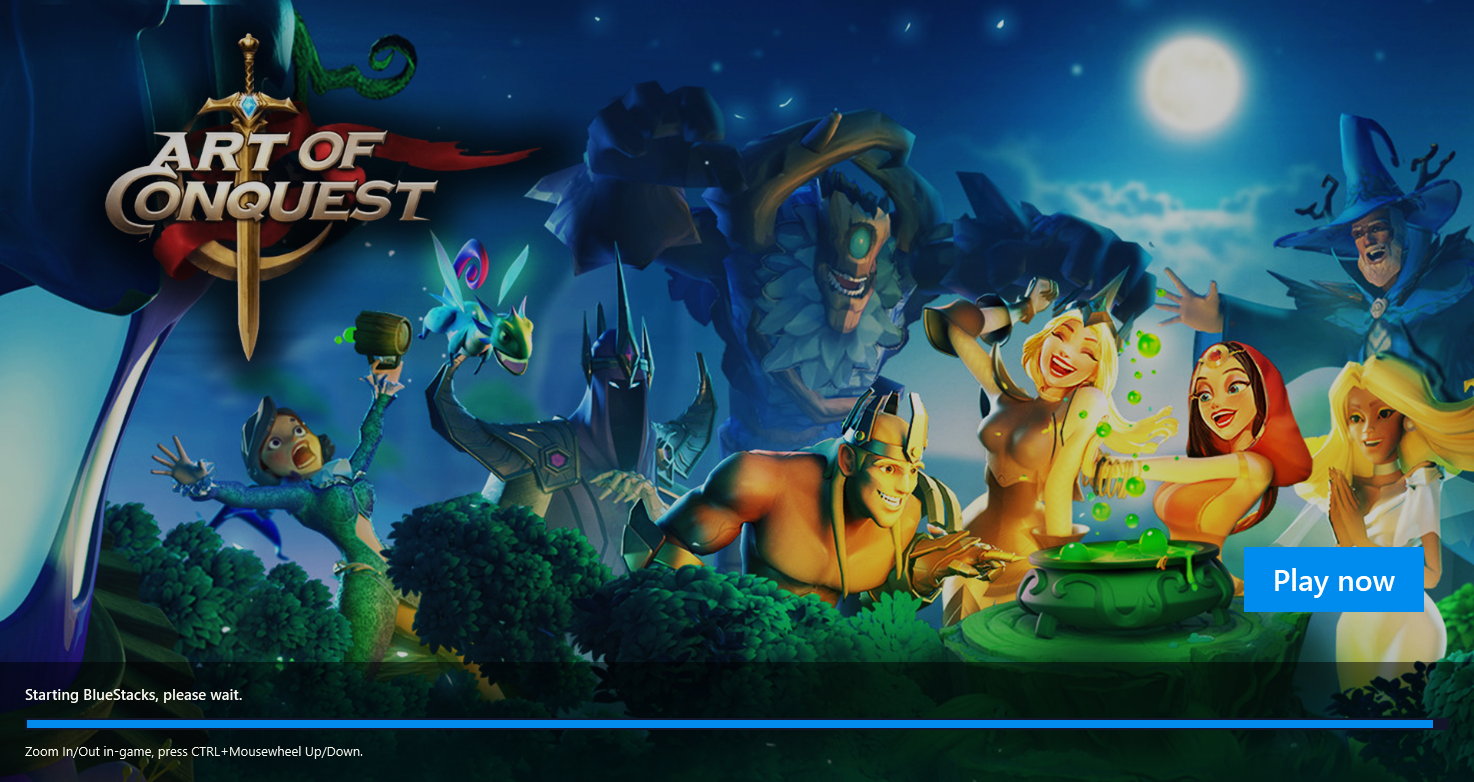 ART OF
CONQUEST
Play now
Starting BlueStacks, please wait.
Zoom In/Out in-game, press CTRL+Mousewheel Up/Down.